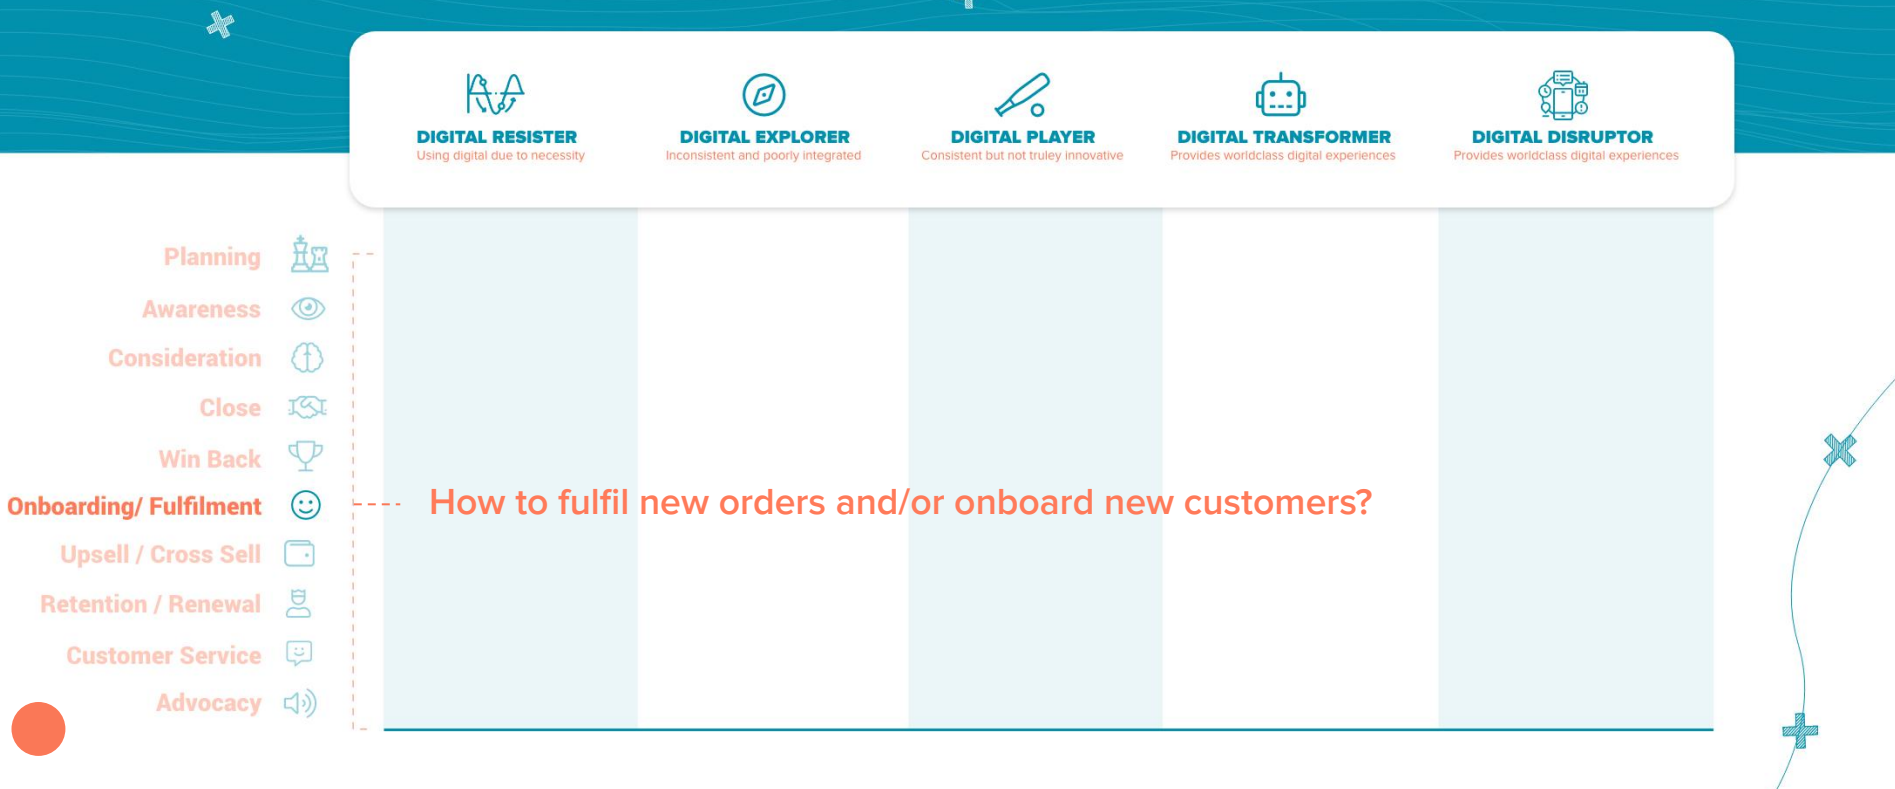 DIGITAL RESISTER
Using digital due to necessity
DIGITAL EXPLORER
Inconsistent and poorly integrated
DIGITAL PLAYER
Consistent but not truley innovative
DIGITAL TRANSFORMER
Provides worldclass digital experiences
DIGITAL DISRUPTOR
Provides worldclass digital experiences
Planning
Awareness
Consideration
Close
Win Back
Onboarding/ Fulfilment
How to fulfil new orders and/or onboard new customers?
Upsell / Cross Sell
Retention / Renewal
Customer Service
Advocacy